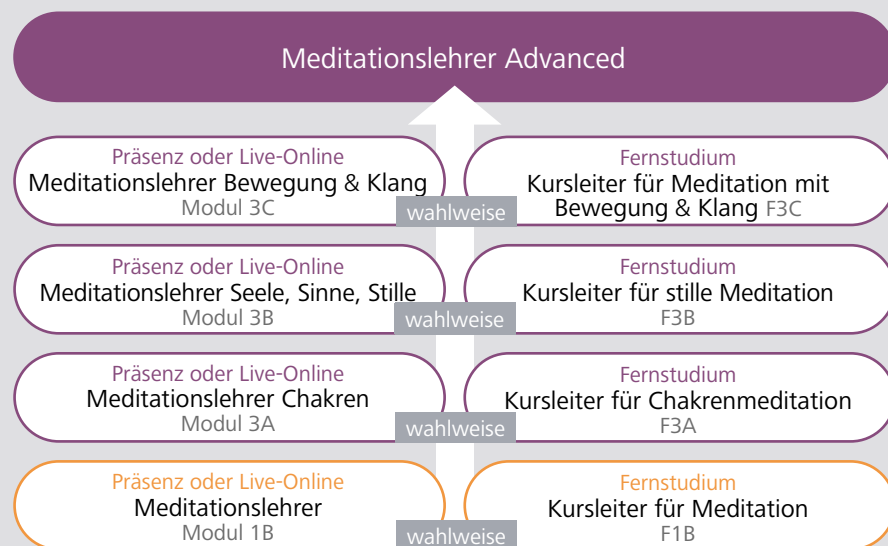 Meditationslehrer Advanced
Präsenz oder Live-Online
Meditationslehrer Bewegung & Klang
Modul 3C
wahlweise
Fernstudium
Kursleiter für Meditation mit
Bewegung & Klang F3C
Präsenz oder Live-Online
Meditationslehrer Seele, Sinne, Stille
Modul 3B
wahlweise
Fernstudium
Kursleiter für stille Meditation
F3B
Präsenz oder Live-Online
Meditationslehrer Chakren
Modul 3A
wahlweise
Fernstudium
Kursleiter für Chakrenmeditation
F3A
Präsenz oder Live-Online
Meditationslehrer
Modul 1B
wahlweise
Fernstudium
Kursleiter für Meditation
F1B